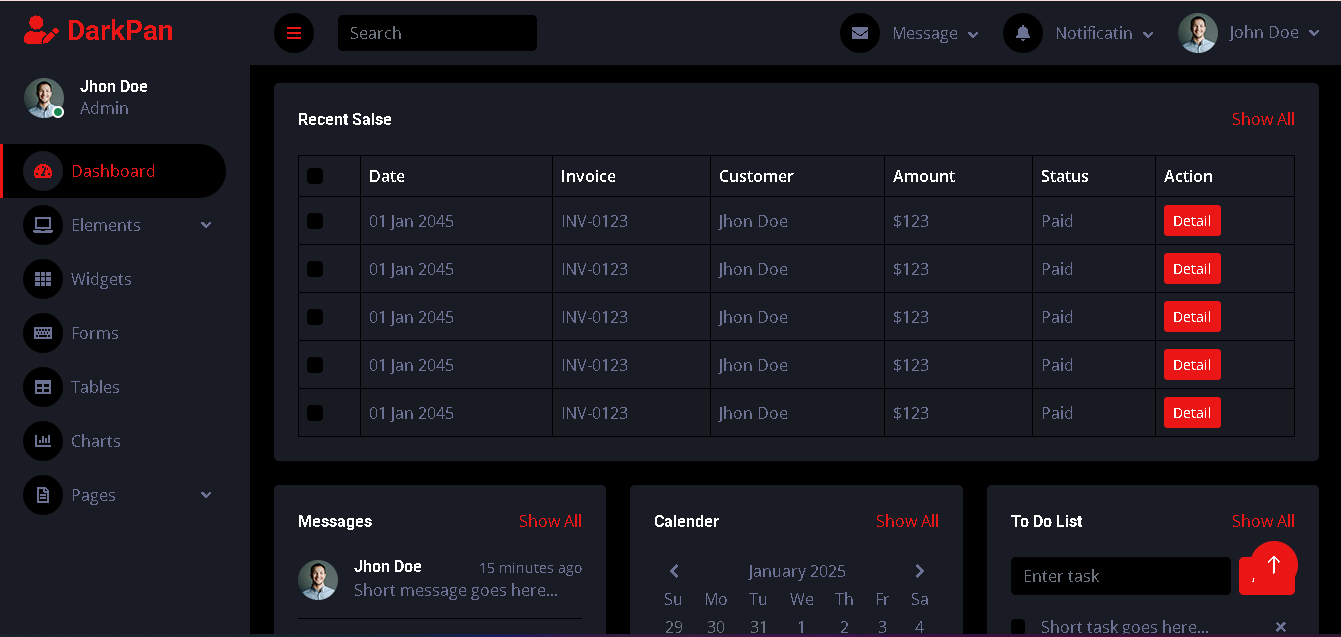 DarkPan
Search
Message
Notificatin
John Doe
Jhon Doe
Admin
Dashboard
Elements
Widgets
Forms
Tables
Charts
Pages
Recent Salse
Show All
Date Invoice Customer Amount Status Action
01 Jan 2045 INV-0123 Jhon Doe $123 Paid Detail
01 Jan 2045 INV-0123 Jhon Doe $123 Paid Detail
01 Jan 2045 INV-0123 Jhon Doe $123 Paid Detail
01 Jan 2045 INV-0123 Jhon Doe $123 Paid Detail
01 Jan 2045 INV-0123 Jhon Doe $123 Paid Detail
Messages
Show All
Jhon Doe
15 minutes ago
Short message goes here...
Calender
Show All
January 2025
Su Mo Tu We Th Fr Sa
29 30 31 1 2 3 4
To Do List
Show All
Enter task
Short task goes here...